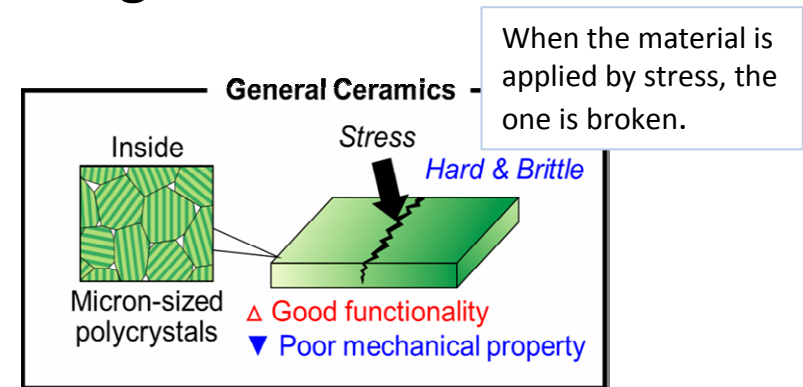 When the material is
applied by stress, the
one is broken.
General Ceramics
Inside
Stress
Hard & Brittle
Micron-sized
polycrystals
△ Good functionality
▼ Poor mechanical property